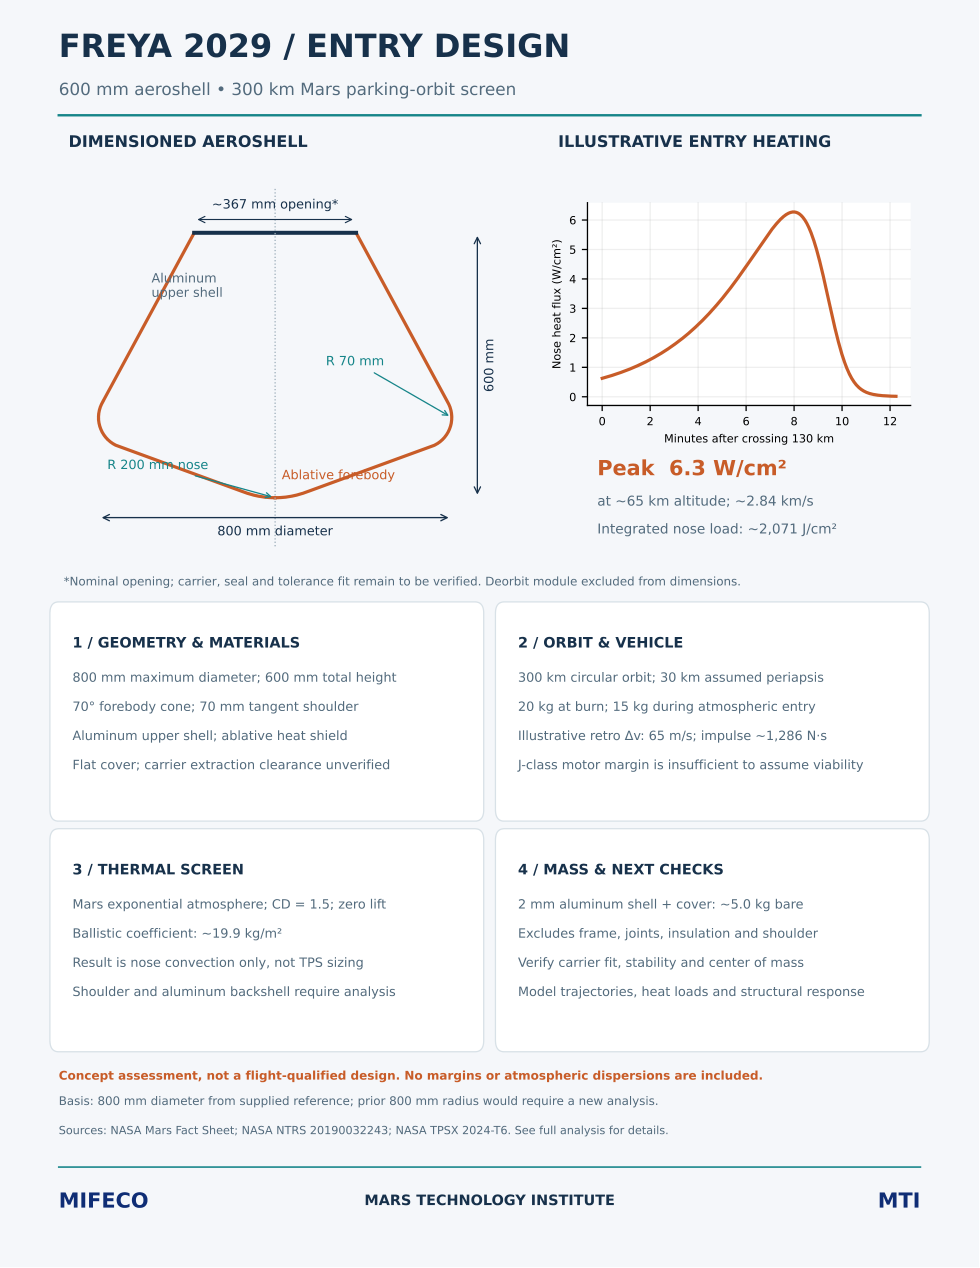 FREYA 2029 / ENTRY DESIGN
600 mm aeroshell • 300 km Mars parking-orbit screen
DIMENSIONED AEROSHELL
~367 mm opening*
Aluminum
upper shell
R 70 mm
600 mm
R 200 mm nose
Ablative forebody
800 mm diameter
ILLUSTRATIVE ENTRY HEATING
Nose heat flux (W/cm²)
6
5
4
3
2
1
0
0 2 4 6 8 10 12
Minutes after crossing 130 km
Peak 6.3 W/cm²
at ~65 km altitude; ~2.84 km/s
Integrated nose load: ~2,071 J/cm²
*Nominal opening; carrier, seal and tolerance fit remain to be verified. Deorbit module excluded from dimensions.
1 / GEOMETRY & MATERIALS
800 mm maximum diameter; 600 mm total height
70° forebody cone; 70 mm tangent shoulder
Aluminum upper shell; ablative heat shield
Flat cover; carrier extraction clearance unverified
2 / ORBIT & VEHICLE
300 km circular orbit; 30 km assumed periapsis
20 kg at burn; 15 kg during atmospheric entry
Illustrative retro Δv: 65 m/s; impulse ~1,286 N·s
J-class motor margin is insufficient to assume viability
3 / THERMAL SCREEN
Mars exponential atmosphere; CD = 1.5; zero lift
Ballistic coefficient: ~19.9 kg/m²
Result is nose convection only, not TPS sizing
Shoulder and aluminum backshell require analysis
4 / MASS & NEXT CHECKS
2 mm aluminum shell + cover: ~5.0 kg bare
Excludes frame, joints, insulation and shoulder
Verify carrier fit, stability and center of mass
Model trajectories, heat loads and structural response
Concept assessment, not a flight-qualified design. No margins or atmospheric dispersions are included.
Basis: 800 mm diameter from supplied reference; prior 800 mm radius would require a new analysis.
Sources: NASA Mars Fact Sheet; NASA NTRS 20190032243; NASA TPSX 2024-T6. See full analysis for details.
MIFECO
MARS TECHNOLOGY INSTITUTE
MTI